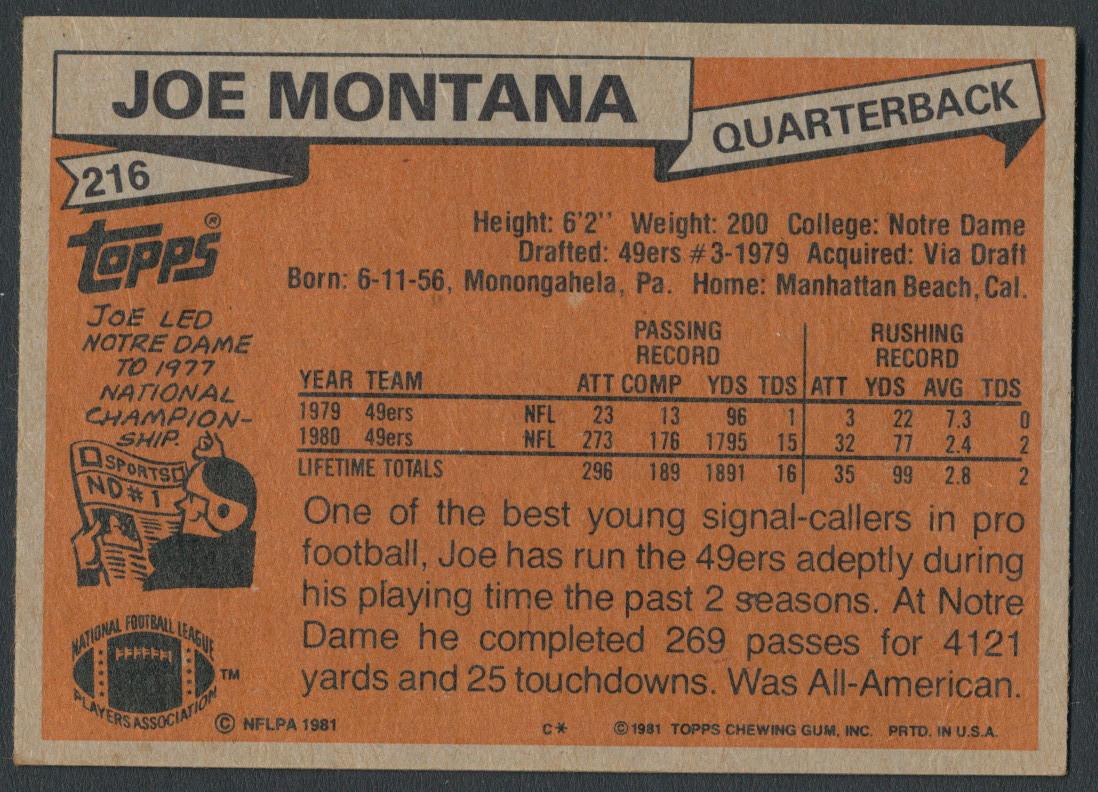 JOE MONTANA
QUARTERBACK
216
topps®
Height: 6'2'' Weight: 200 College: Notre Dame
Drafted: 49ers #3-1979 Acquired: Via Draft
Born: 6-11-56, Monongahela, Pa. Home: Manhattan Beach, Cal.
JOE LED
NOTRE DAME
TO 1977
NATIONAL
CHAMPION-
SHIP.
SPORTS
ND #1
PASSING RUSHING
RECORD RECORD
YEAR TEAM ATT COMP YDS TDS ATT YDS AVG TDS
1979 49ers NFL 23 13 96 1 3 22 7.3 0
1980 49ers NFL 273 176 1795 15 32 77 2.4 2
LIFETIME TOTALS 296 189 1891 16 35 99 2.8 2
One of the best young signal-callers in pro
football, Joe has run the 49ers adeptly during
his playing time the past 2 seasons. At Notre
Dame he completed 269 passes for 4121
yards and 25 touchdowns. Was All-American.
NATIONAL FOOTBALL LEAGUE
PLAYERS ASSOCIATION
TM
© NFLPA 1981
C* ©1981 TOPPS CHEWING GUM, INC. PRTD. IN U.S.A.